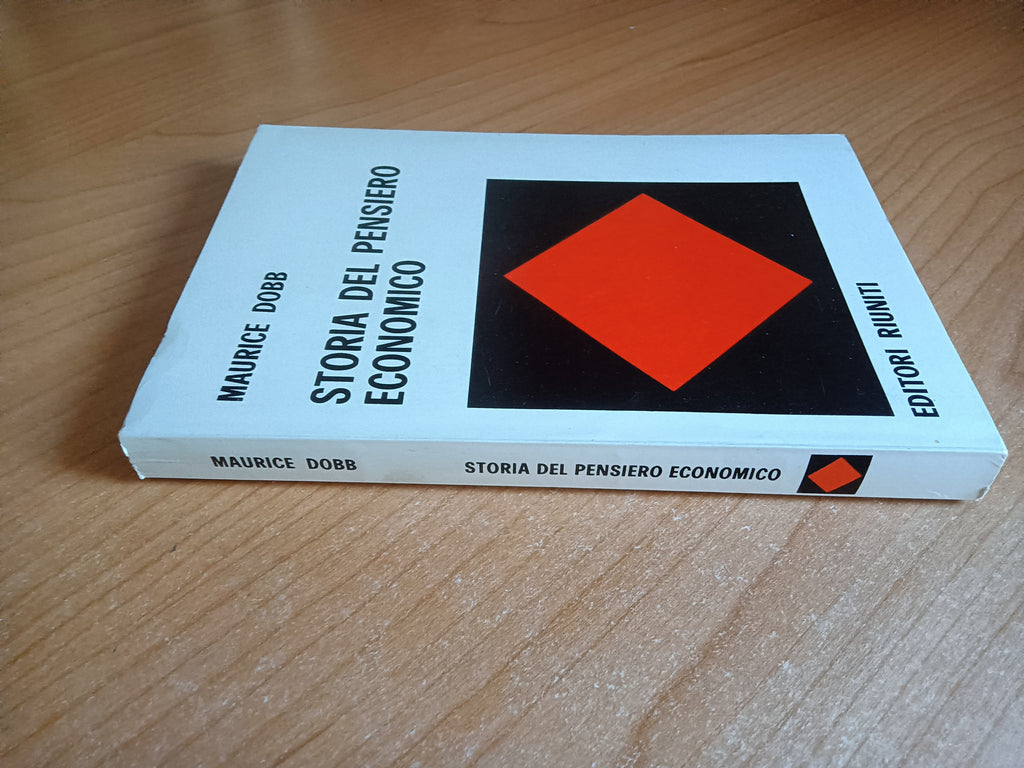 MAURICE DOBB
STORIA DEL PENSIERO
ECONOMICO
EDITORI RIUNITI
MAURICE DOBB
STORIA DEL PENSIERO ECONOMICO